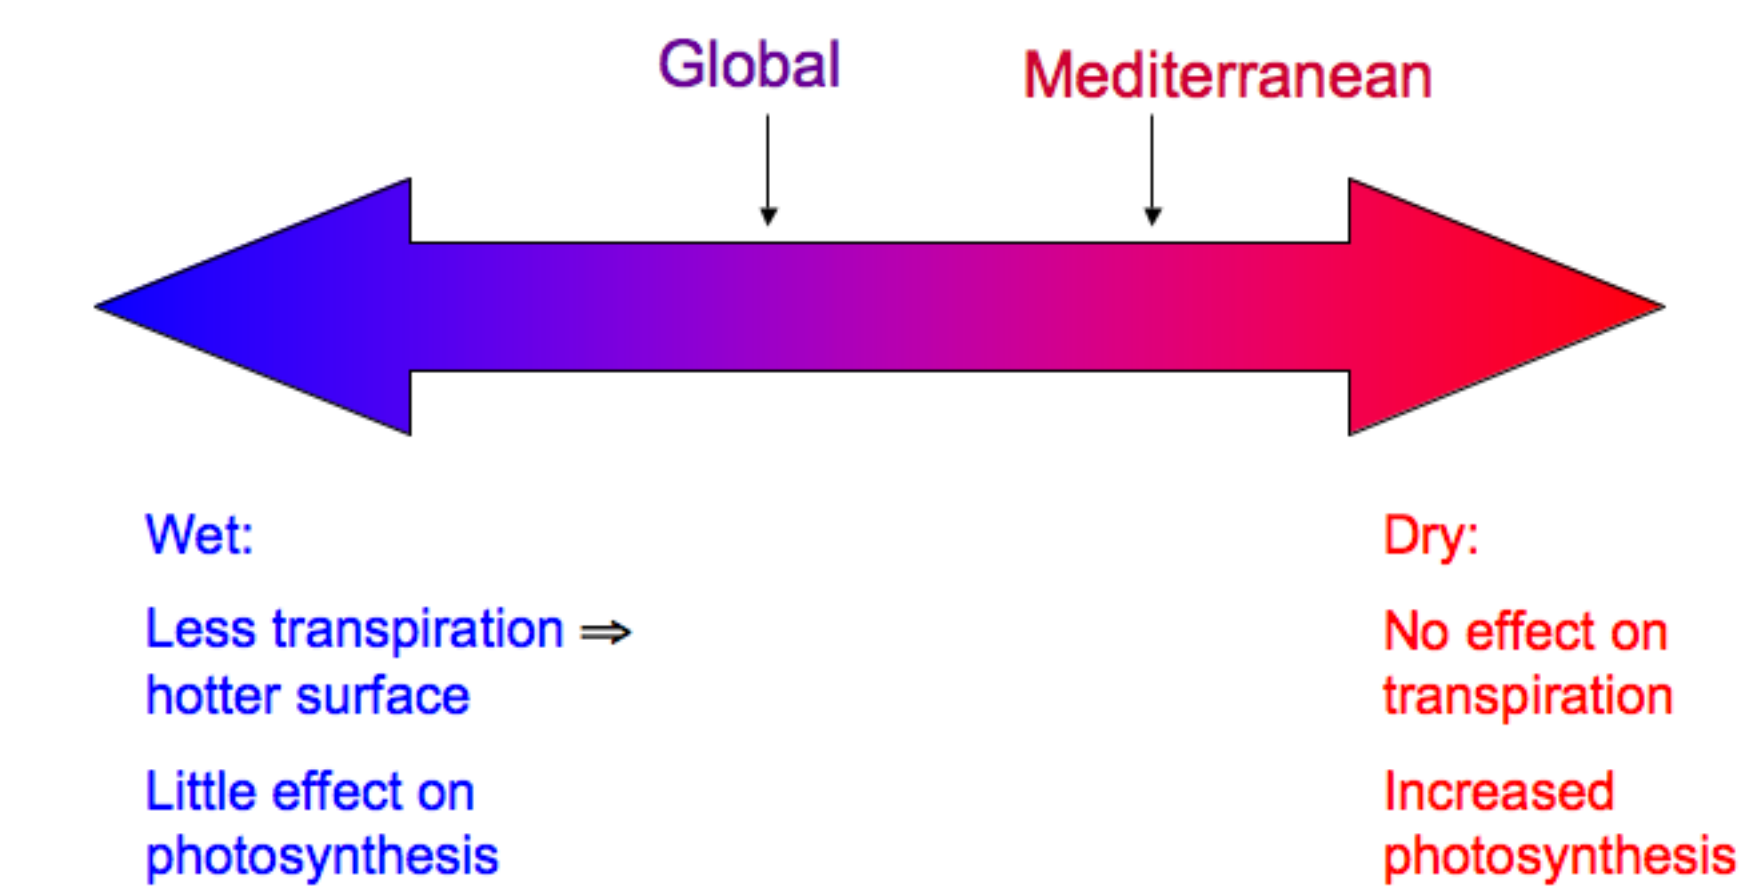 Global
Mediterranean
Wet:
Less transpiration ⇒
hotter surface
Little effect on
photosynthesis
Dry:
No effect on
transpiration
Increased
photosynthesis